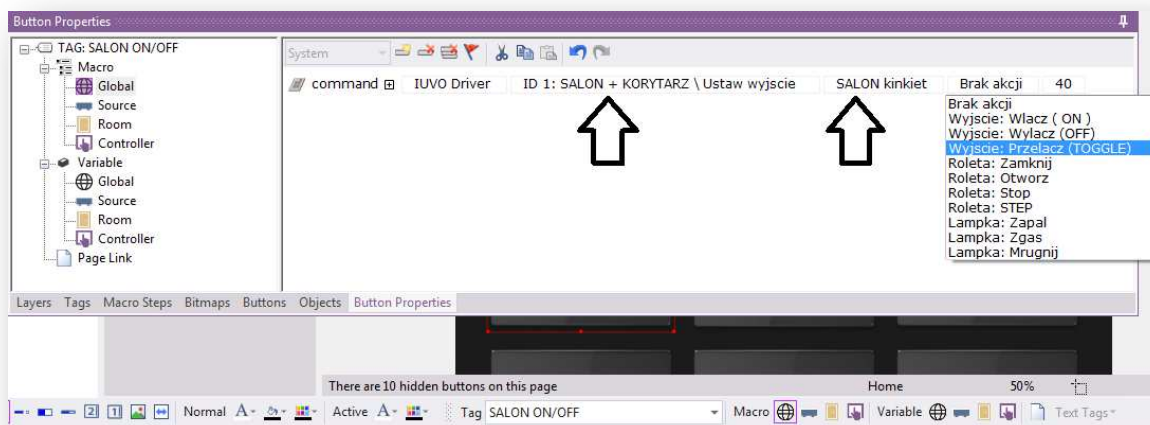 Button Properties
TAG: SALON ON/OFF
Macro
Global
Source
Room
Controller
Variable
Global
Source
Room
Controller
Page Link
System
command IUVO Driver ID 1: SALON + KORYTARZ \ Ustaw wyjscie SALON kinkiet Brak akcji 40
Brak akcji
Wyjscie: Wlacz ( ON )
Wyjscie: Wylacz (OFF)
Wyjscie: Przelacz (TOGGLE)
Roleta: Zamknij
Roleta: Otworz
Roleta: Stop
Roleta: STEP
Lampka: Zapal
Lampka: Zgas
Lampka: Mrugnij
Layers Tags Macro Steps Bitmaps Buttons Objects Button Properties
There are 10 hidden buttons on this page Home 50%
2 1 Normal A Active A Tag SALON ON/OFF Macro Variable Text Tags